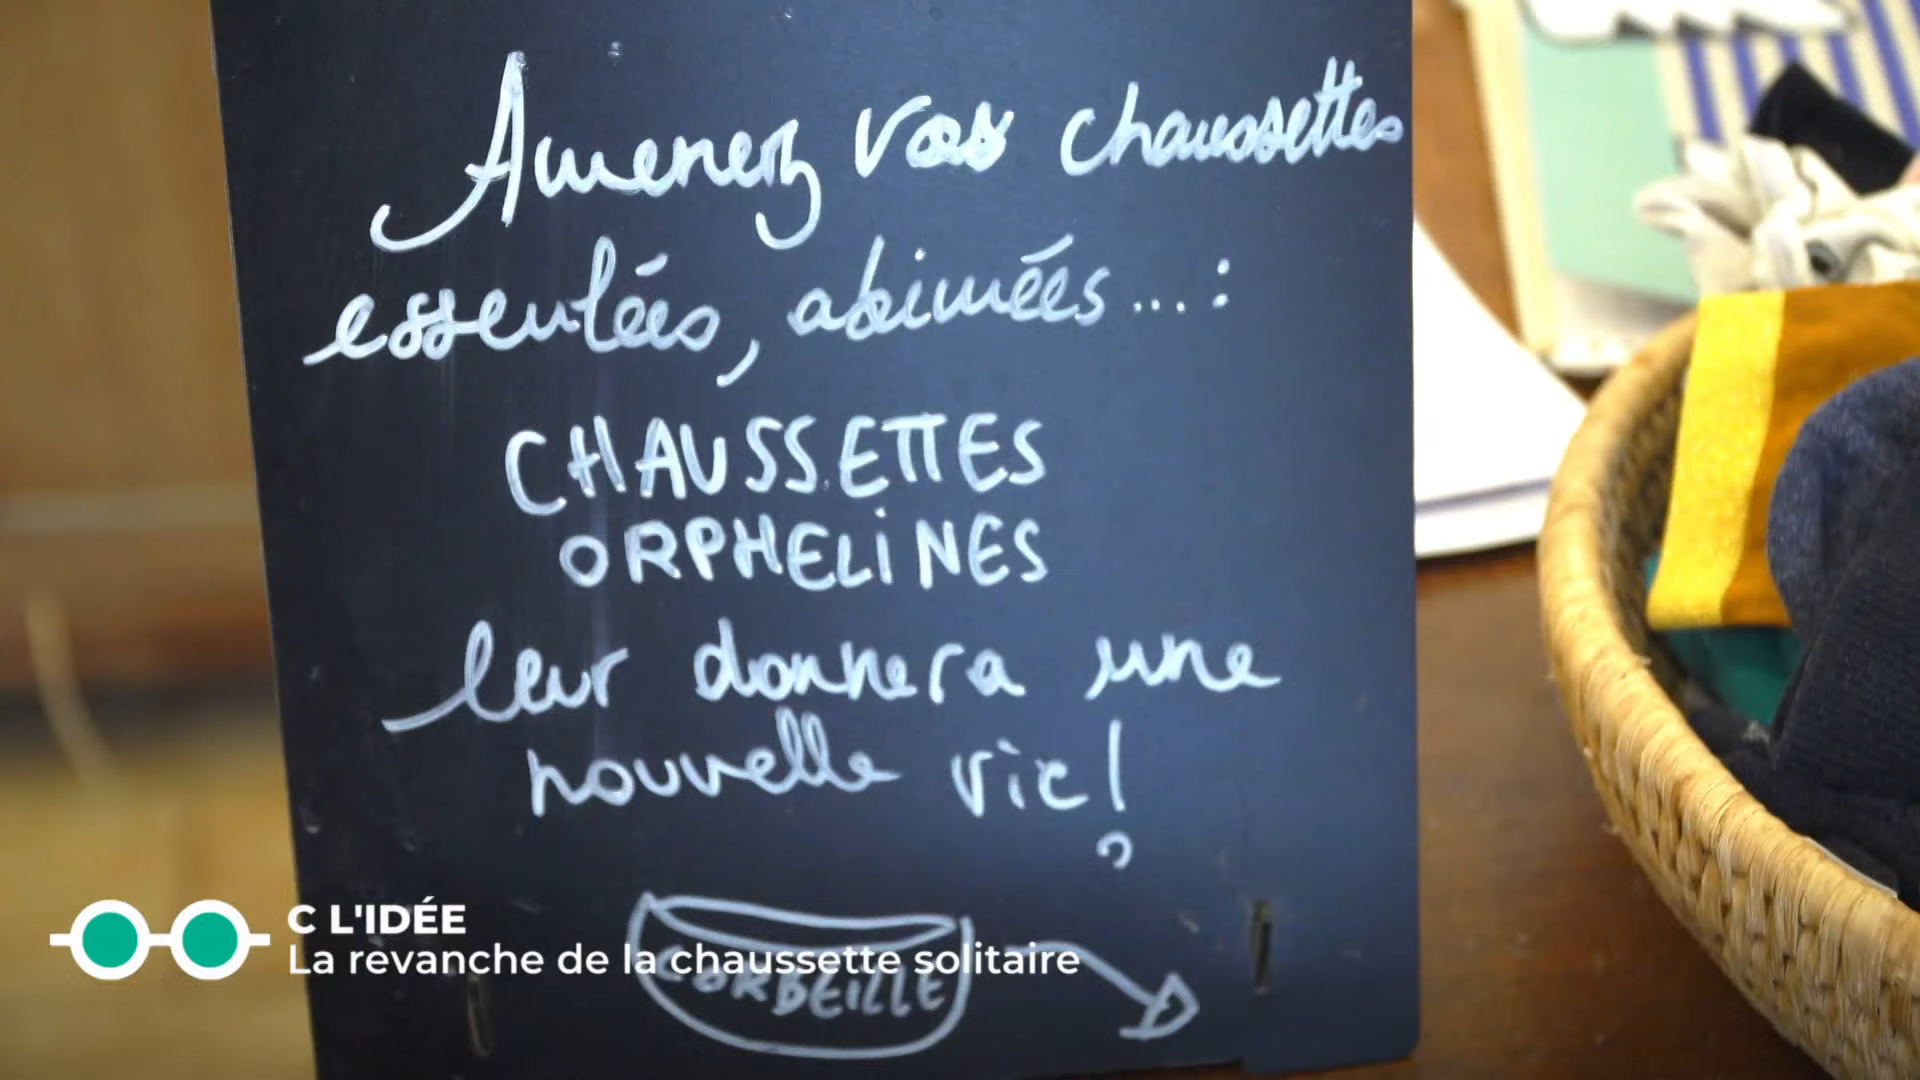 Amenez vos chaussettes
esseulées, abimées... :
CHAUSSETTES
ORPHELINES
leur donnera une
nouvelle vie !
CORBEILLE
C L'IDÉE
La revanche de la chaussette solitaire